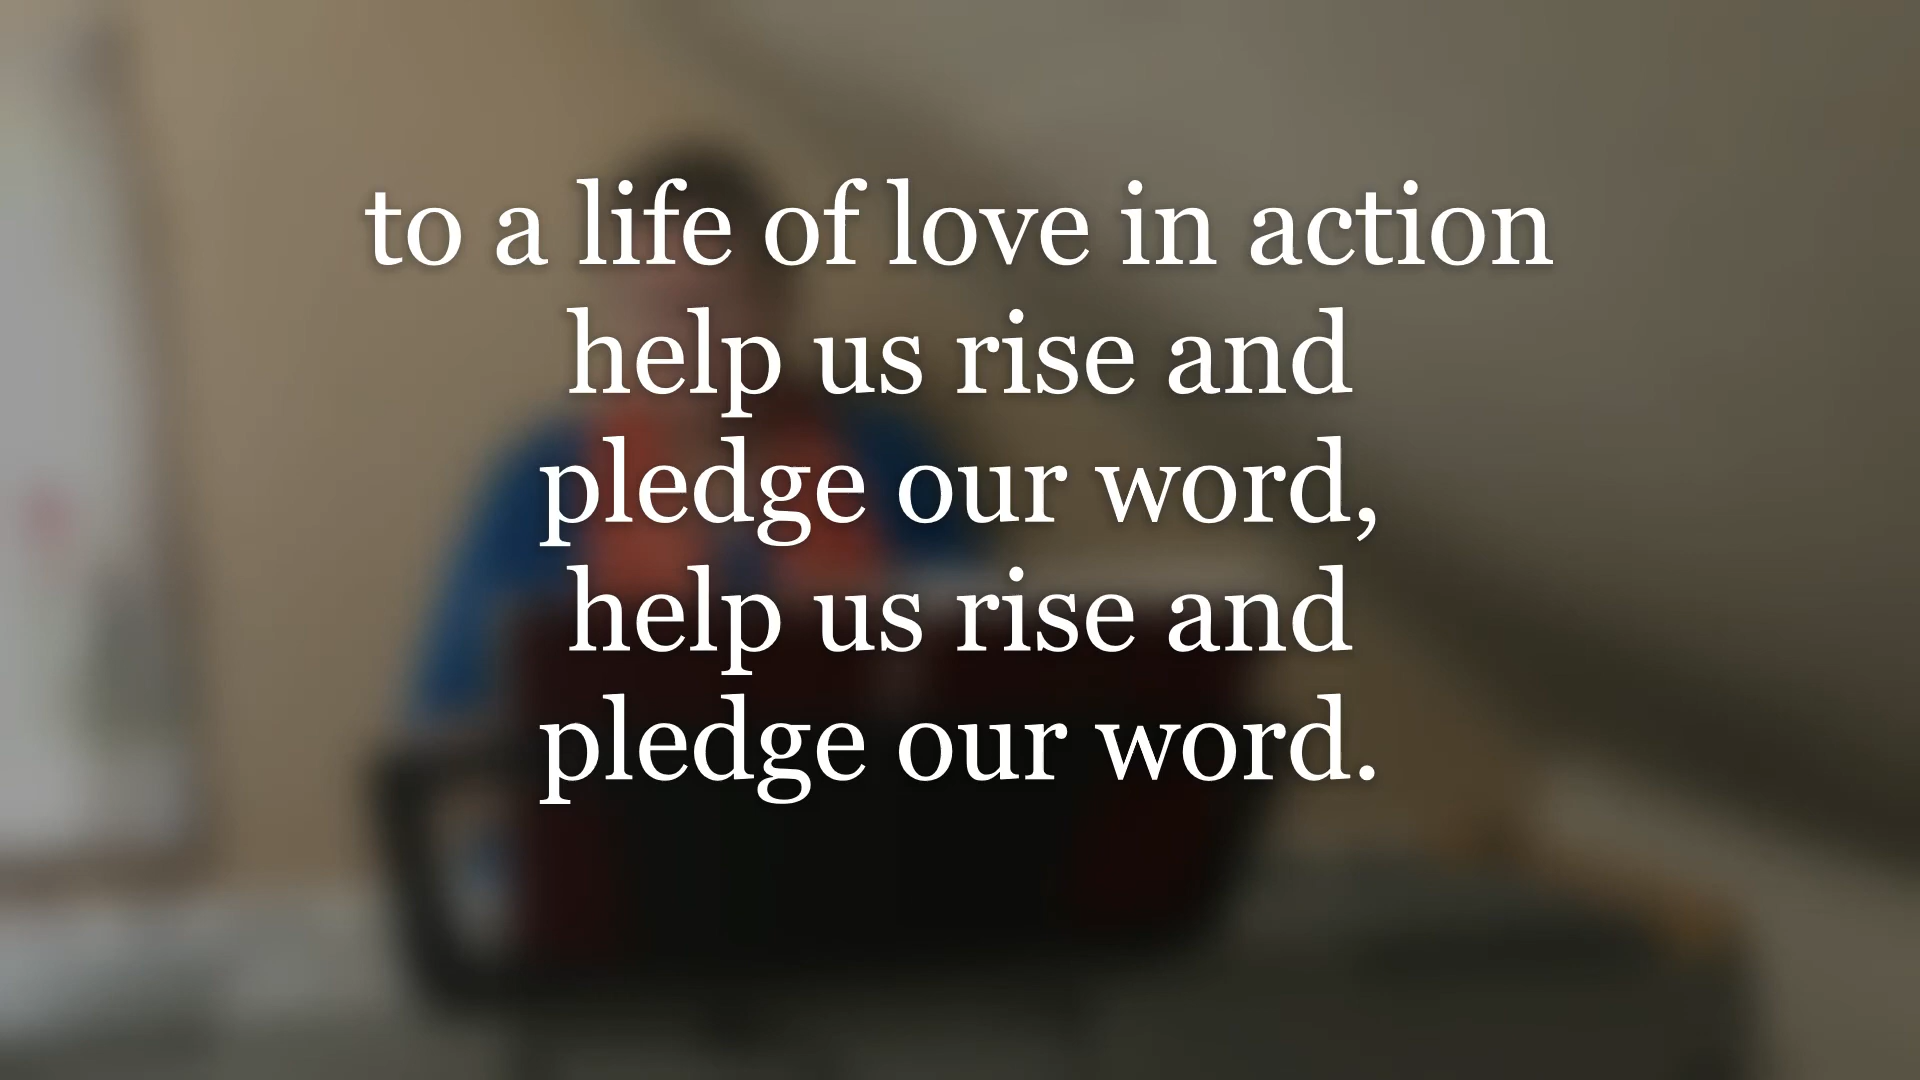 to a life of love in action
help us rise and
pledge our word,
help us rise and
pledge our word.